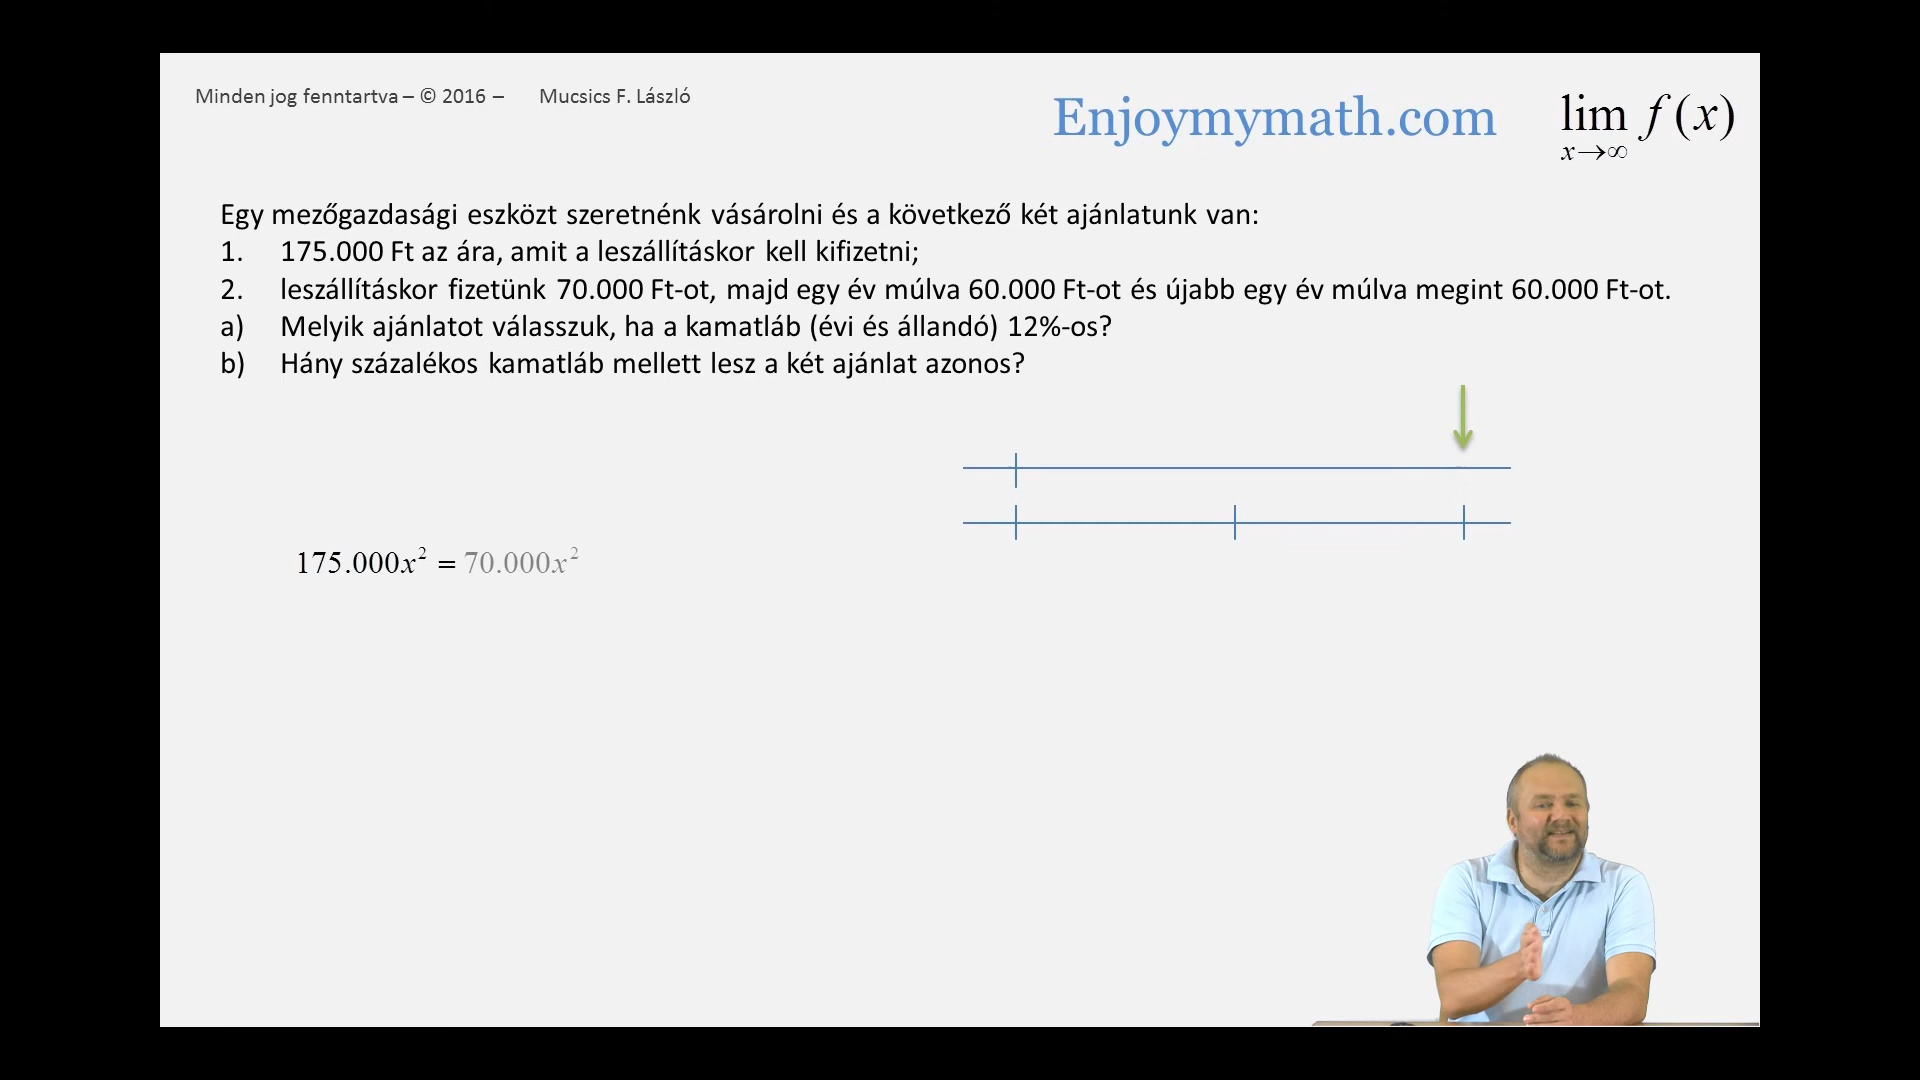 Minden jog fenntartva – © 2016 – Mucsics F. László
Enjoymymath.com
lim f(x)
x→∞
Egy mezőgazdasági eszközt szeretnénk vásárolni és a következő két ajánlatunk van:
1. 175.000 Ft az ára, amit a leszállításkor kell kifizetni;
2. leszállításkor fizetünk 70.000 Ft-ot, majd egy év múlva 60.000 Ft-ot és újabb egy év múlva megint 60.000 Ft-ot.
a) Melyik ajánlatot válasszuk, ha a kamatláb (évi és állandó) 12%-os?
b) Hány százalékos kamatláb mellett lesz a két ajánlat azonos?
175.000x² = 70.000x²